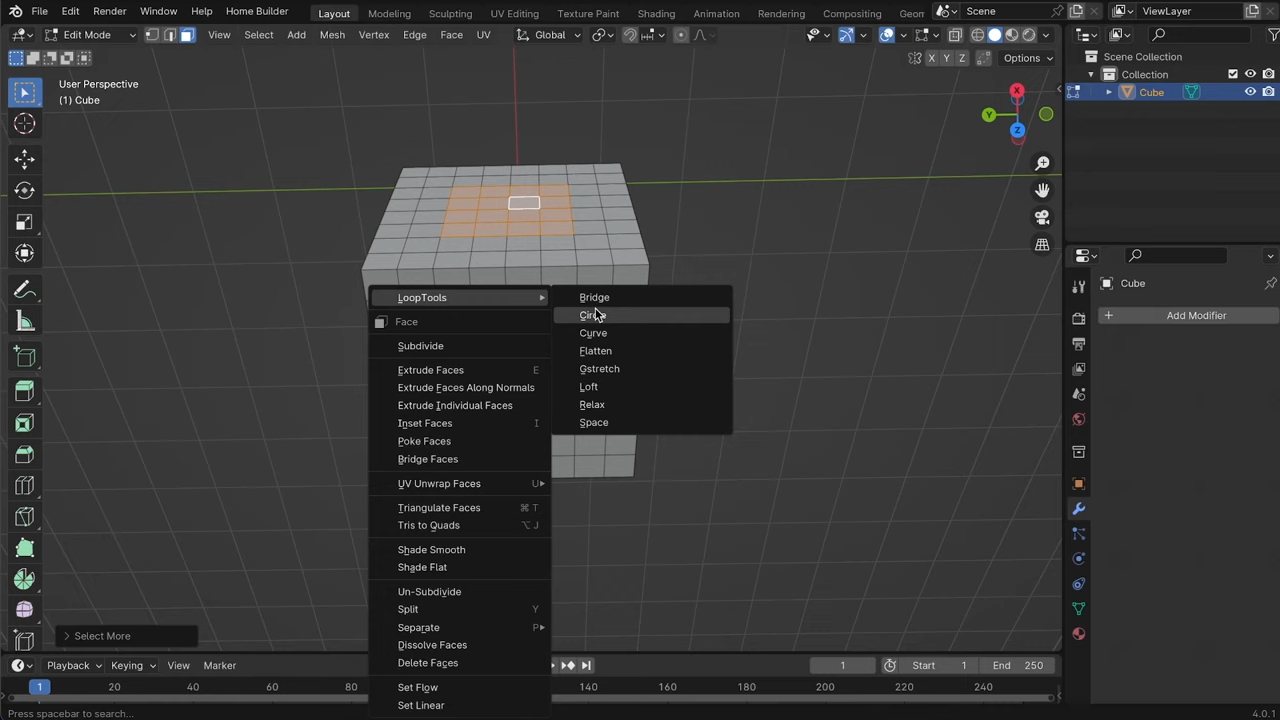 File Edit Render Window Help Home Builder Layout Modeling Sculpting UV Editing Texture Paint Shading Animation Rendering Compositing Geom Scene ViewLayer
Edit Mode View Select Add Mesh Vertex Edge Face UV Global
X Y Z Options
User Perspective
(1) Cube
Scene Collection
Collection
Cube
X
Y
Z
Cube
Add Modifier
LoopTools
Face
Subdivide
Extrude Faces E
Extrude Faces Along Normals
Extrude Individual Faces
Inset Faces I
Poke Faces
Bridge Faces
UV Unwrap Faces U
Triangulate Faces ⌘ T
Tris to Quads ⌥ J
Shade Smooth
Shade Flat
Un-Subdivide
Split Y
Separate P
Dissolve Faces
Delete Faces
Set Flow
Set Linear
Bridge
Circle
Curve
Flatten
Gstretch
Loft
Relax
Space
Select More
Playback Keying View Marker 1 Start 1 End 250
1 20 40 60 80 140 160 180 200 220 240
Press spacebar to search... 4.0.1